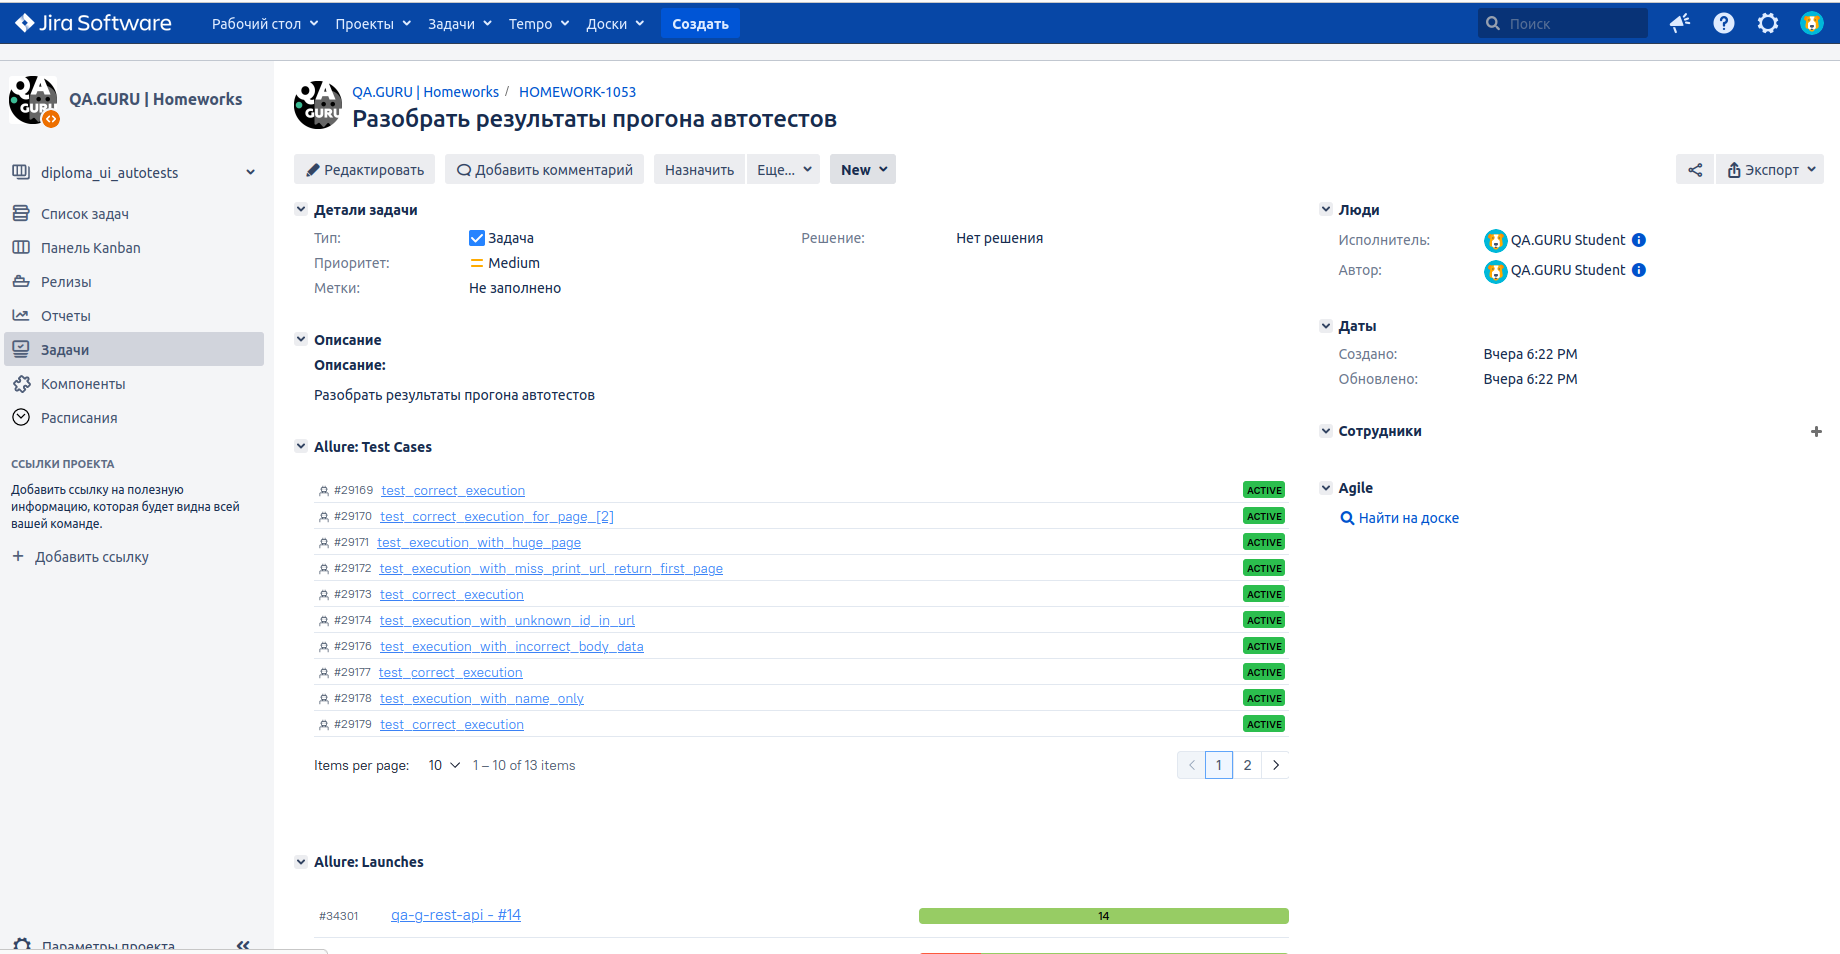 Jira Software
Рабочий стол
Проекты
Задачи
Tempo
Доски
Создать
Поиск
QA GURU
QA.GURU | Homeworks
diploma_ui_autotests
Список задач
Панель Kanban
Релизы
Отчеты
Задачи
Компоненты
Расписания
ССЫЛКИ ПРОЕКТА
Добавить ссылку на полезную
информацию, которая будет видна всей
вашей команде.
+ Добавить ссылку
Параметры проекта
QA GURU
QA.GURU | Homeworks / HOMEWORK-1053
Разобрать результаты прогона автотестов
Редактировать
Добавить комментарий
Назначить
Еще...
New
Экспорт
Детали задачи
Тип: Задача
Решение: Нет решения
Приоритет: Medium
Метки: Не заполнено
Описание
Описание:
Разобрать результаты прогона автотестов
Allure: Test Cases
#29169 test_correct_execution ACTIVE
#29170 test_correct_execution_for_page_[2] ACTIVE
#29171 test_execution_with_huge_page ACTIVE
#29172 test_execution_with_miss_print_url_return_first_page ACTIVE
#29173 test_correct_execution ACTIVE
#29174 test_execution_with_unknown_id_in_url ACTIVE
#29176 test_execution_with_incorrect_body_data ACTIVE
#29177 test_correct_execution ACTIVE
#29178 test_execution_with_name_only ACTIVE
#29179 test_correct_execution ACTIVE
Items per page: 10 1 – 10 of 13 items
1 2
Allure: Launches
#34301 qa-g-rest-api - #14 14
Люди
Исполнитель: QA.GURU Student
Автор: QA.GURU Student
Даты
Создано: Вчера 6:22 PM
Обновлено: Вчера 6:22 PM
Сотрудники
Agile
Найти на доске